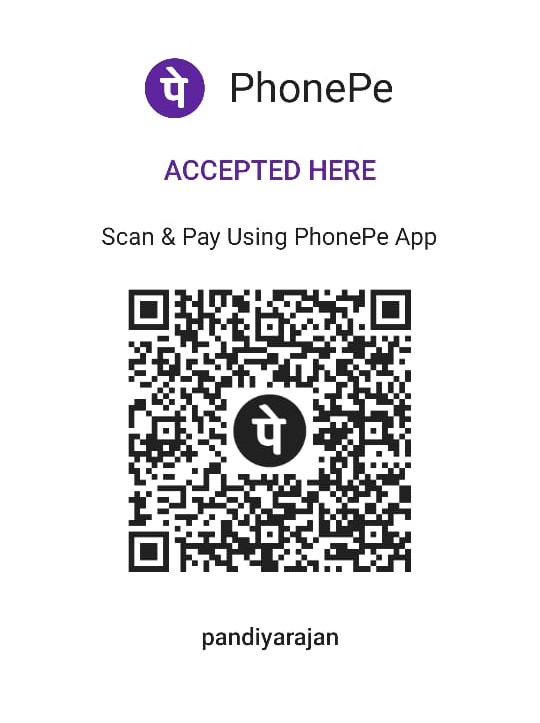 पे PhonePe
ACCEPTED HERE
Scan & Pay Using PhonePe App
पे
pandiyarajan